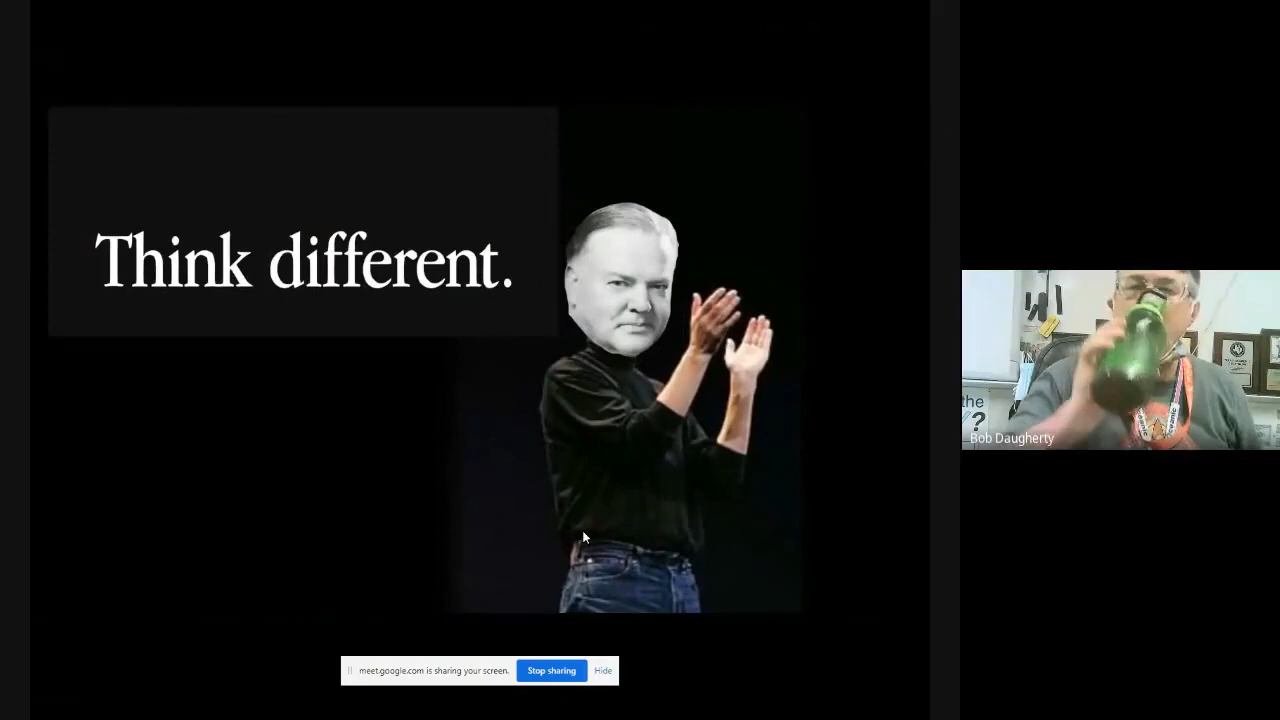 Think different.
the
?
Bob Daugherty
meet.google.com is sharing your screen.
Stop sharing
Hide